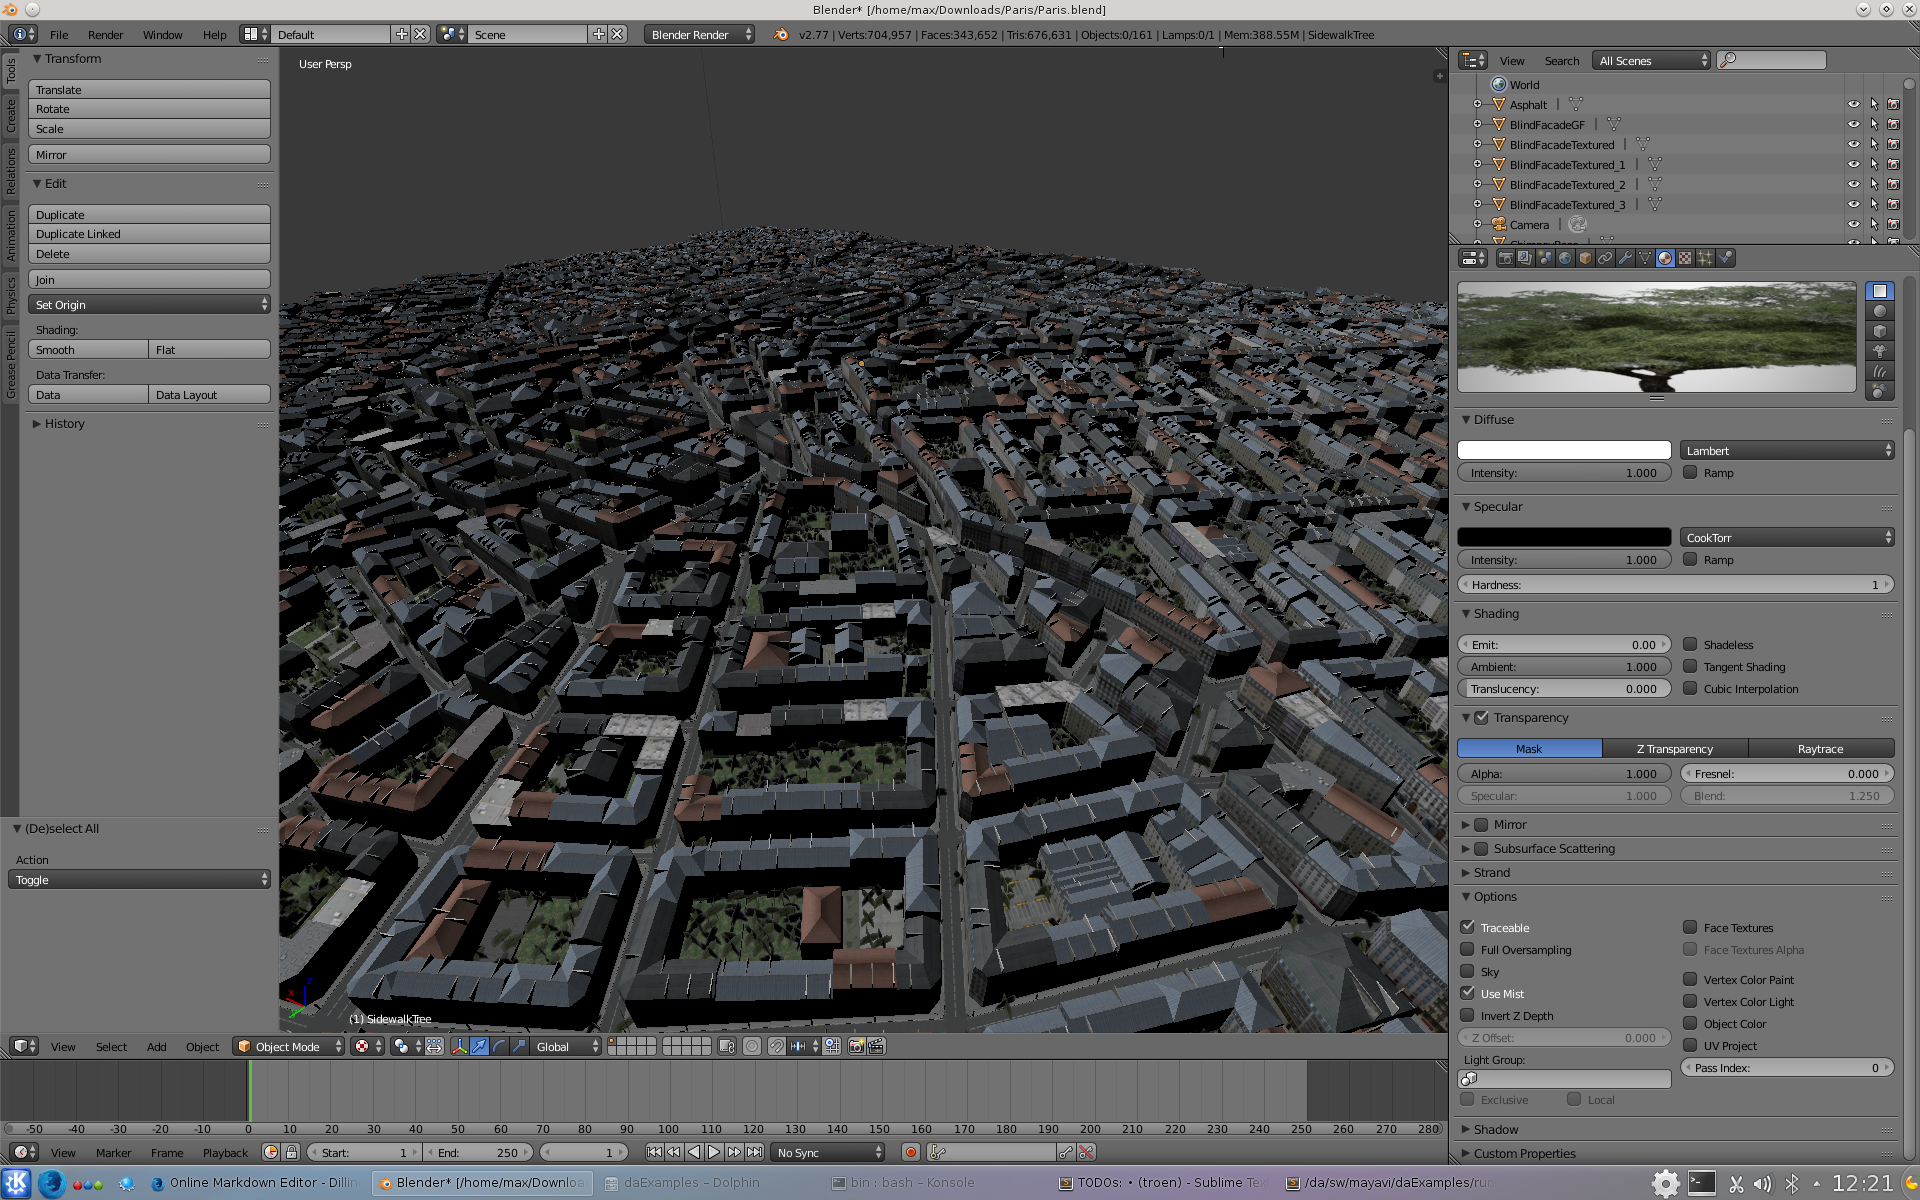 Blender* [/home/max/Downloads/Paris/Paris.blend]
File Render Window Help Default Scene Blender Render v2.77 | Verts:704,957 | Faces:343,652 | Tris:676,631 | Objects:0/161 | Lamps:0/1 | Mem:388.55M | SidewalkTree
Tools
Create
Relations
Animation
Physics
Grease Pencil
Transform
Translate
Rotate
Scale
Mirror
Edit
Duplicate
Duplicate Linked
Delete
Join
Set Origin
Shading:
Smooth Flat
Data Transfer:
Data Data Layout
History
(De)select All
Action
Toggle
User Persp
(1) SidewalkTree
View Search All Scenes
World
Asphalt
BlindFacadeGF
BlindFacadeTextured
BlindFacadeTextured_1
BlindFacadeTextured_2
BlindFacadeTextured_3
Camera
Diffuse
Lambert
Intensity: 1.000 Ramp
Specular
CookTorr
Intensity: 1.000 Ramp
Hardness: 1
Shading
Emit: 0.00 Shadeless
Ambient: 1.000 Tangent Shading
Translucency: 0.000 Cubic Interpolation
Transparency
Mask Z Transparency Raytrace
Alpha: 1.000 Fresnel: 0.000
Specular: 1.000 Blend: 1.250
Mirror
Subsurface Scattering
Strand
Options
Traceable Face Textures
Full Oversampling Face Textures Alpha
Sky Vertex Color Paint
Use Mist Vertex Color Light
Invert Z Depth Object Color
Z Offset: 0.000 UV Project
Light Group: Pass Index: 0
Exclusive Local
Shadow
Custom Properties
View Select Add Object Object Mode Global
-50 -40 -30 -20 -10 0 10 20 30 40 50 60 70 80 90 100 110 120 130 140 150 160 170 180 190 200 210 220 230 240 250 260 270 280
View Marker Frame Playback Start: 1 End: 250 1 No Sync
Online Markdown Editor - Dillin Blender* [/home/max/Downloa daExamples – Dolphin bin : bash – Konsole TODOs: • (troen) - Sublime Tex /da/sw/mayavi/daExamples/run 12:21